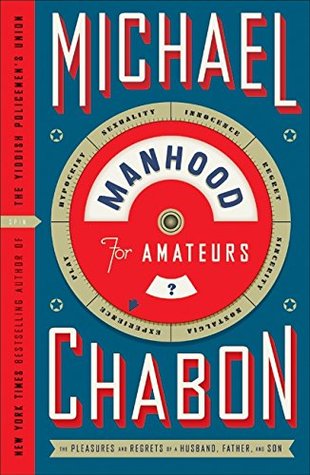 MICHAEL
SEXUALITY
INNOCENCE
HYPOCRISY
REGRET
MANHOOD
for AMATEURS
?
PLAY
SINCERITY
EXPERIENCE
NOSTALGIA
CHABON
THE PLEASURES AND REGRETS OF A HUSBAND, FATHER, AND SON
NEW YORK TIMES BESTSELLING AUTHOR OF THE YIDDISH POLICEMEN'S UNION
SPIN